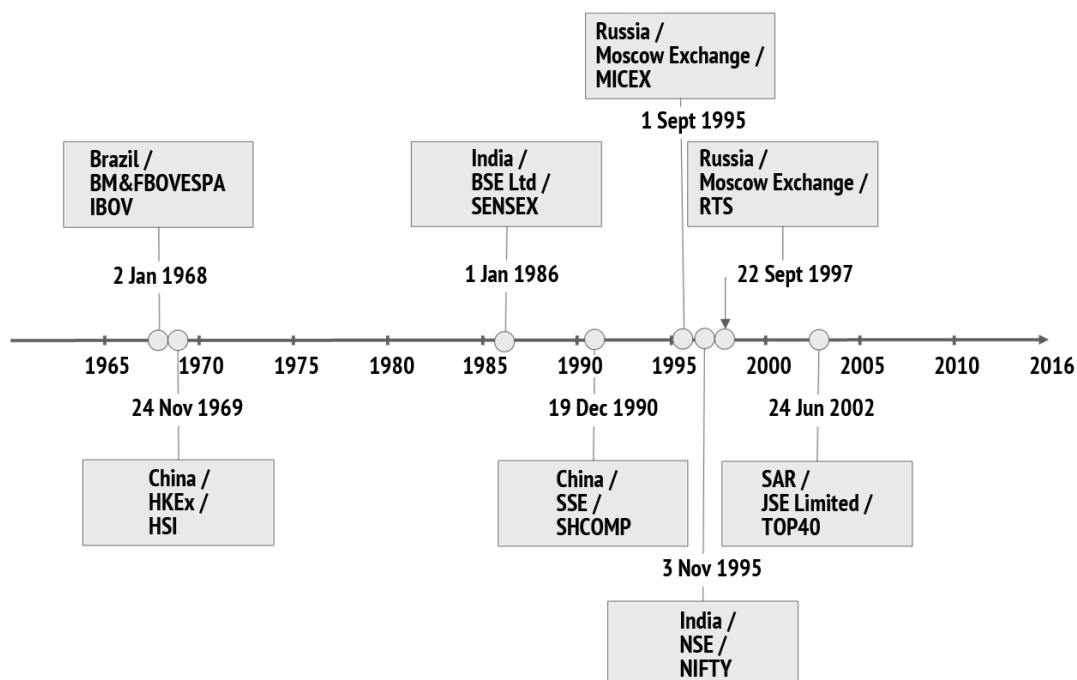 Russia /
Moscow Exchange /
MICEX
1 Sept 1995
Brazil /
BM&FBOVESPA
IBOV
2 Jan 1968
India /
BSE Ltd /
SENSEX
1 Jan 1986
Russia /
Moscow Exchange /
RTS
22 Sept 1997
1965 1970 1975 1980 1985 1990 1995 2000 2005 2010 2016
24 Nov 1969
China /
HKEx /
HSI
19 Dec 1990
China /
SSE /
SHCOMP
24 Jun 2002
SAR /
JSE Limited /
TOP40
3 Nov 1995
India /
NSE /
NIFTY